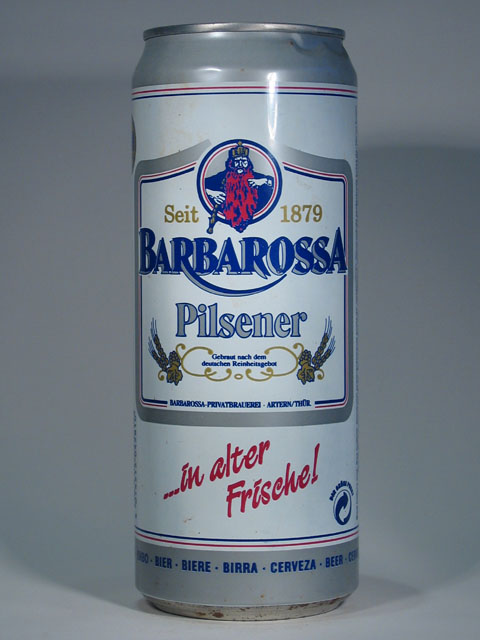 Seit 1879
BARBAROSSA
Pilsener
Gebraut nach dem
deutschen Reinheitsgebot
BARBAROSSA-PRIVATBRAUEREI - ARTERN/THÜR.
...in alter
Frische!
· BIER · BIERE · BIRRA · CERVEZA · BEER ·